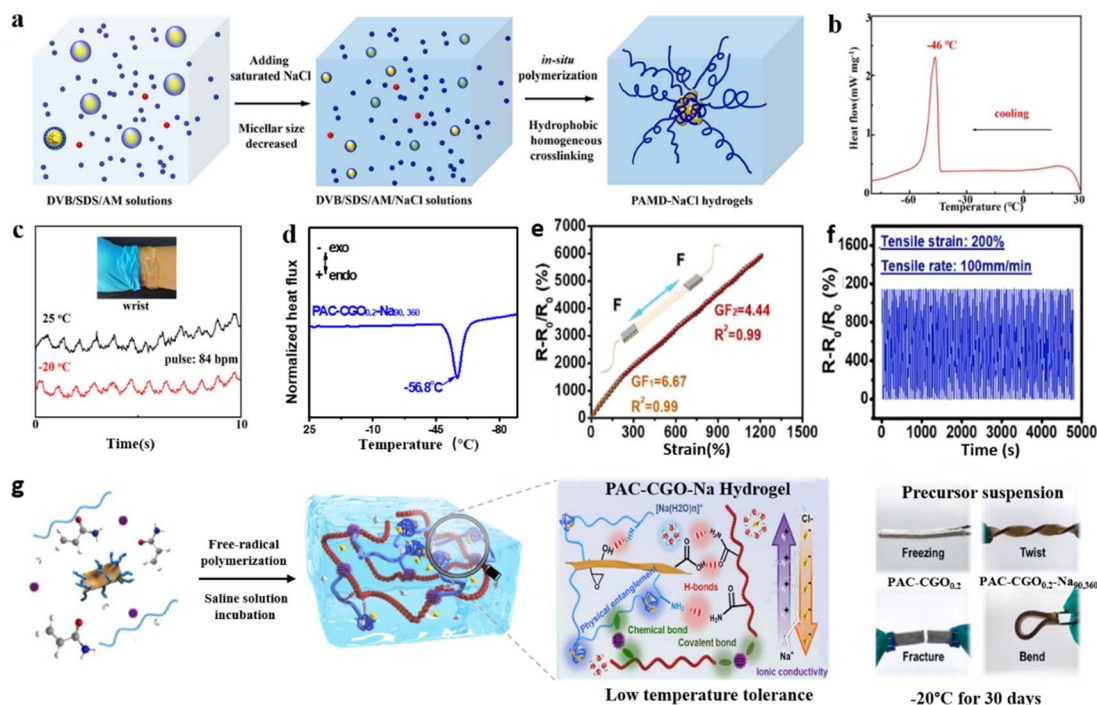 a
Adding
saturated NaCl
Micellar size
decreased
in-situ
polymerization
Hydrophobic
homogeneous
crosslinking
DVB/SDS/AM solutions
DVB/SDS/AM/NaCl solutions
PAMD-NaCl hydrogels
b
Heat flow(mW mg⁻¹)
3
2
1
0
-46 °C
cooling
-60
-30
0
30
Temperature (°C)
c
wrist
25 °C
pulse: 84 bpm
-20 °C
0
10
Time(s)
d
Normalized heat flux
- exo
+ endo
PAC-CGO0.2-Na90, 360
-56.8°C
25
-10
-45
-80
Temperature (°C)
e
R-R0/R0 (%)
7000
6000
5000
4000
3000
2000
1000
0
F
F
GF2=4.44
R²=0.99
GF1=6.67
R²=0.99
0
300
600
900
1200
1500
Strain(%)
f
R-R0/R0 (%)
1600
1200
800
400
0
Tensile strain: 200%
Tensile rate: 100mm/min
0
1000
2000
3000
4000
5000
Time (s)
g
Free-radical
polymerization
Saline solution
incubation
PAC-CGO-Na Hydrogel
[Na(H2O)n]⁺
Cl-
OH
H-bonds
Physical entanglement
NH2
H2N
Chemical bond
Covalent bond
Na⁺
Ionic conductivity
Low temperature tolerance
Precursor suspension
Freezing
Twist
PAC-CGO0.2
PAC-CGO0.2-Na90,360
Fracture
Bend
-20°C for 30 days